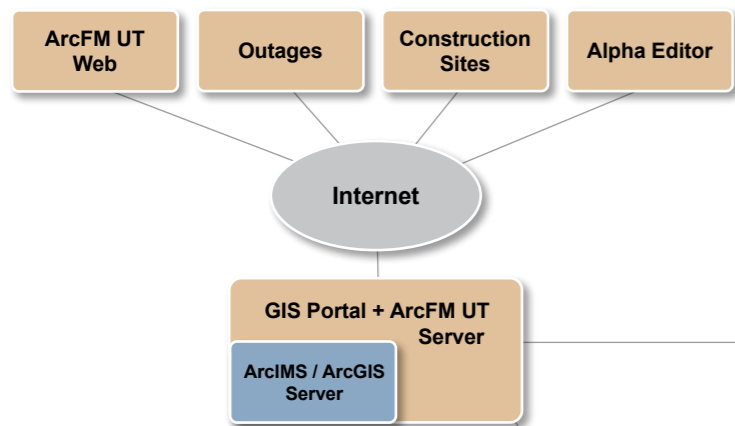 ArcFM UT
Web
Outages
Construction
Sites
Alpha Editor
Internet
GIS Portal + ArcFM UT
Server
ArcIMS / ArcGIS
Server